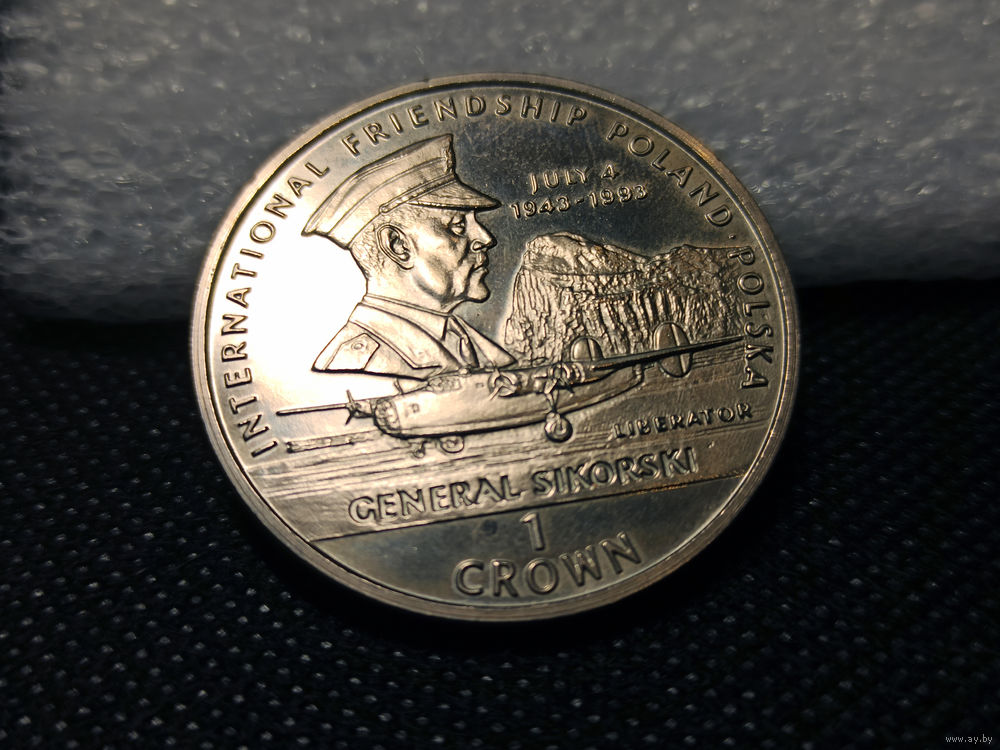 INTERNATIONAL FRIENDSHIP POLAND · POLSKA
JULY 4
1943-1993
LIBERATOR
GENERAL SIKORSKI
1
CROWN
www.ay.by